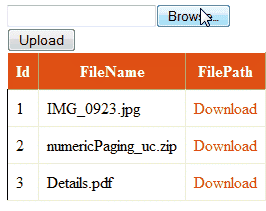 Browse...
Upload
Id FileName FilePath
1 IMG_0923.jpg Download
2 numericPaging_uc.zip Download
3 Details.pdf Download